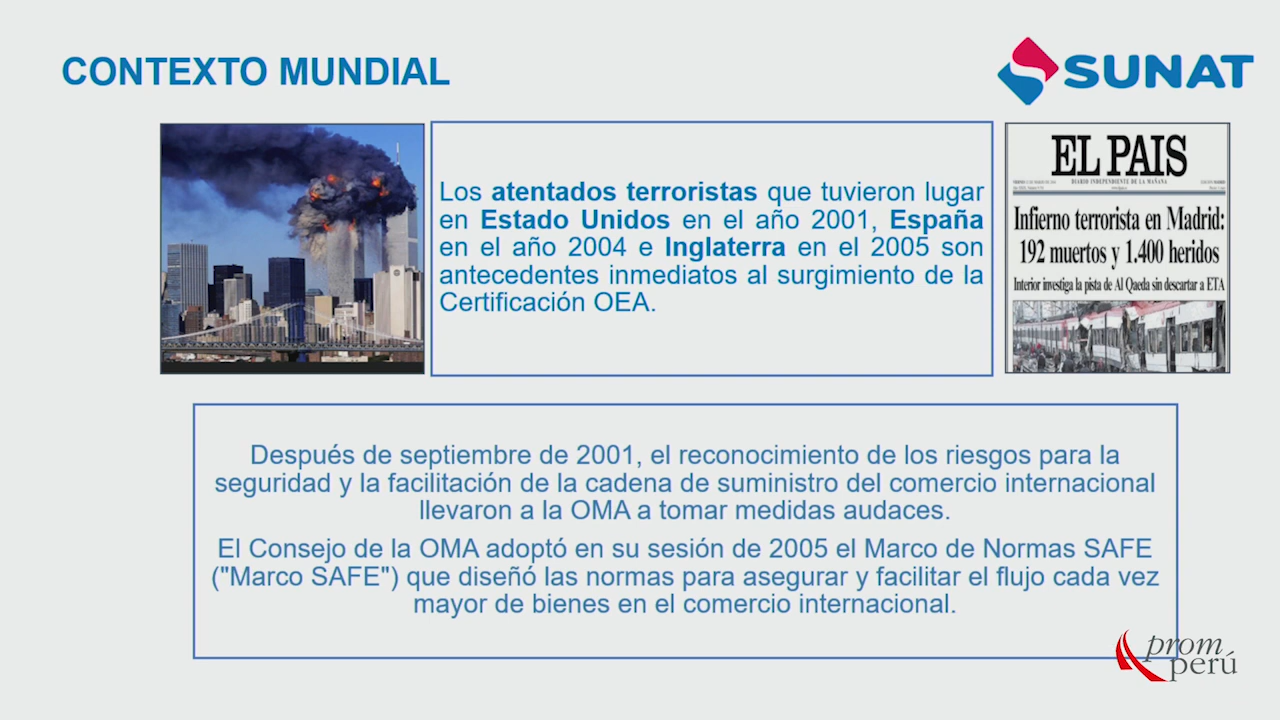 CONTEXTO MUNDIAL
SUNAT
Los atentados terroristas que tuvieron lugar
en Estado Unidos en el año 2001, España
en el año 2004 e Inglaterra en el 2005 son
antecedentes inmediatos al surgimiento de la
Certificación OEA.
EL PAIS
DIARIO INDEPENDIENTE DE LA MAÑANA
Infierno terrorista en Madrid:
192 muertos y 1.400 heridos
Interior investiga la pista de Al Qaeda sin descartar a ETA
Después de septiembre de 2001, el reconocimiento de los riesgos para la
seguridad y la facilitación de la cadena de suministro del comercio internacional
llevaron a la OMA a tomar medidas audaces.
El Consejo de la OMA adoptó en su sesión de 2005 el Marco de Normas SAFE
("Marco SAFE") que diseñó las normas para asegurar y facilitar el flujo cada vez
mayor de bienes en el comercio internacional.
prom
perú